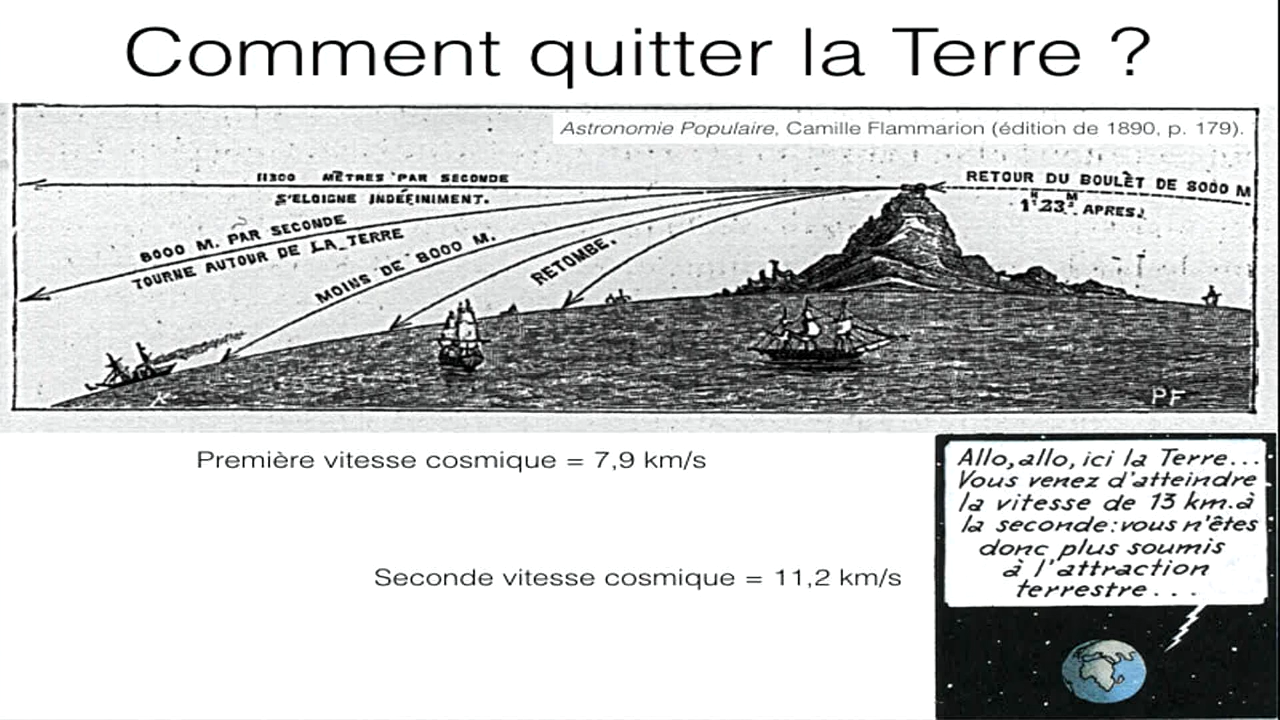 Comment quitter la Terre ?
Astronomie Populaire, Camille Flammarion (édition de 1890, p. 179).
11300 MÈTRES PAR SECONDE
S'ELOIGNE INDÉFINIMENT.
RETOUR DU BOULET DE 8000 M
1H 23M. APRES.
8000 M. PAR SECONDE
TOURNE AUTOUR DE LA TERRE
MOINS DE 8000 M.
RETOMBE.
PF
Première vitesse cosmique = 7,9 km/s
Seconde vitesse cosmique = 11,2 km/s
Allo, allo, ici la Terre...
Vous venez d'atteindre
la vitesse de 13 km. à
la seconde: vous n'êtes
donc plus soumis
à l'attraction
terrestre...